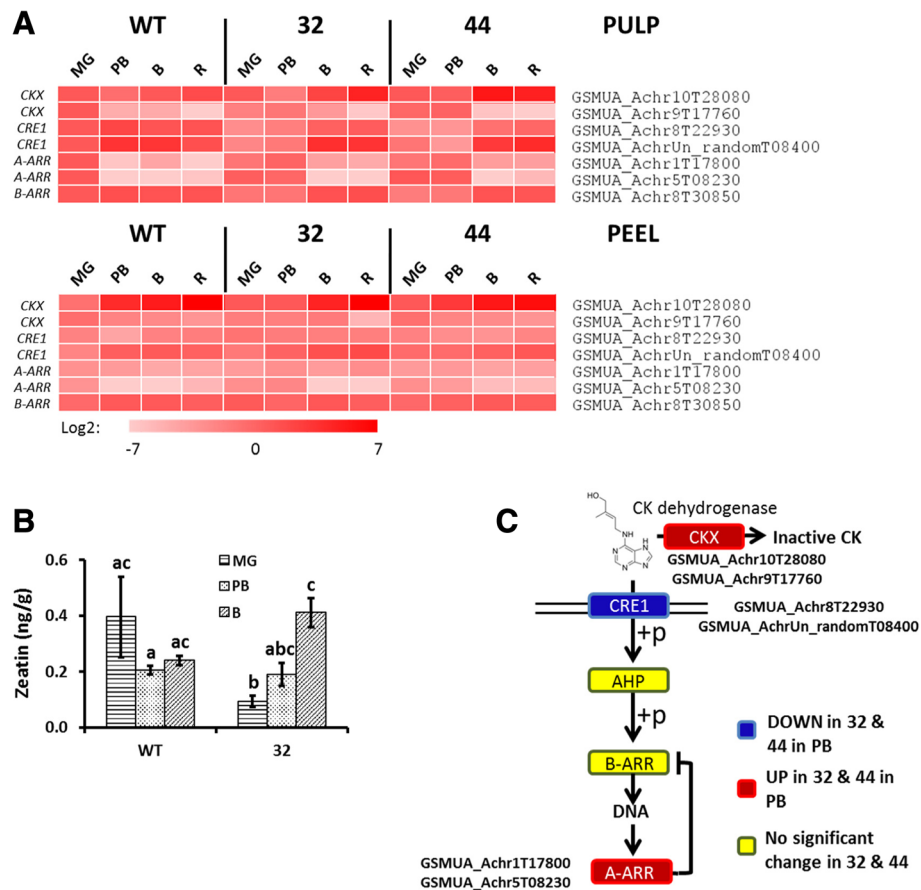 A
WT 32 44 PULP
MG PB B R MG PB B R MG PB B R
CKX GSMUA_Achr10T28080
CKX GSMUA_Achr9T17760
CRE1 GSMUA_Achr8T22930
CRE1 GSMUA_AchrUn_randomT08400
A-ARR GSMUA_Achr1T17800
A-ARR GSMUA_Achr5T08230
B-ARR GSMUA_Achr8T30850
WT 32 44 PEEL
MG PB B R MG PB B R MG PB B R
CKX GSMUA_Achr10T28080
CKX GSMUA_Achr9T17760
CRE1 GSMUA_Achr8T22930
CRE1 GSMUA_AchrUn_randomT08400
A-ARR GSMUA_Achr1T17800
A-ARR GSMUA_Achr5T08230
B-ARR GSMUA_Achr8T30850
Log2:
-7 0 7
B
Zeatin (ng/g)
0.6
0.4
0.2
0.0
MG
PB
B
ac a ac b abc c
WT 32
C
HO
HN
N N N H N
CK dehydrogenase
CKX
Inactive CK
GSMUA_Achr10T28080
GSMUA_Achr9T17760
CRE1
GSMUA_Achr8T22930
GSMUA_AchrUn_randomT08400
+p
AHP
+p
B-ARR
DNA
A-ARR
GSMUA_Achr1T17800
GSMUA_Achr5T08230
DOWN in 32 &
44 in PB
UP in 32 & 44 in
PB
No significant
change in 32 & 44